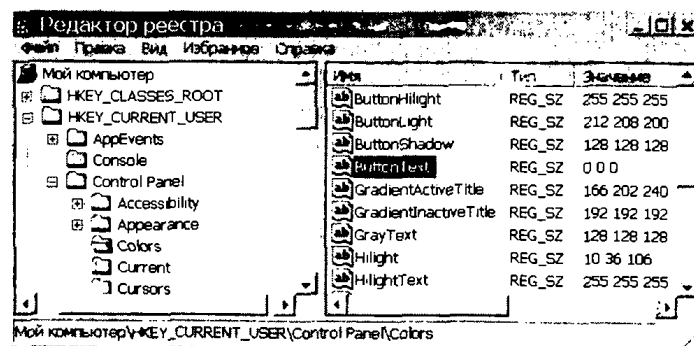 Редактор реестра
Файл Правка Вид Избранное Справка
Мой компьютер
HKEY_CLASSES_ROOT
HKEY_CURRENT_USER
AppEvents
Console
Control Panel
Accessibility
Appearance
Colors
Current
Cursors
Имя Тип Значение
ButtonHilight REG_SZ 255 255 255
ButtonLight REG_SZ 212 208 200
ButtonShadow REG_SZ 128 128 128
ButtonText REG_SZ 0 0 0
GradientActiveTitle REG_SZ 166 202 240
GradientInactiveTitle REG_SZ 192 192 192
GrayText REG_SZ 128 128 128
Hilight REG_SZ 10 36 106
HilightText REG_SZ 255 255 255
Мой компьютер\HKEY_CURRENT_USER\Control Panel\Colors